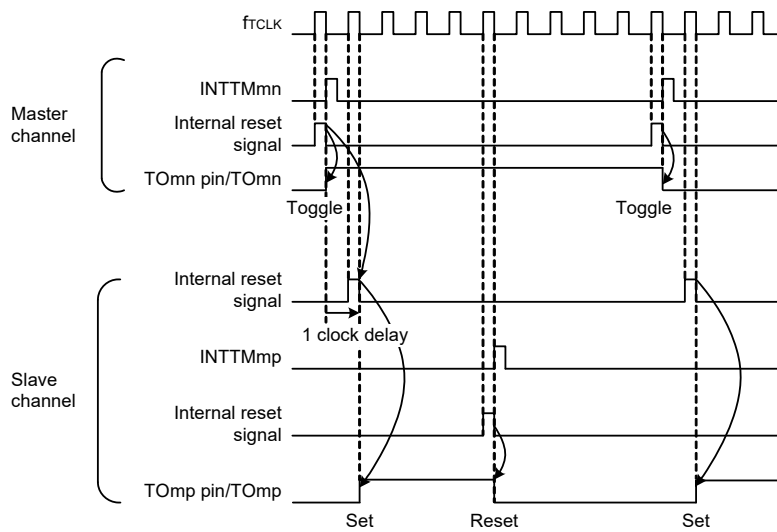 fTCLK
INTTMmn
Master
channel
Internal reset
signal
TOmn pin/TOmn
Toggle
Toggle
Internal reset
signal
1 clock delay
INTTMmp
Slave
channel
Internal reset
signal
TOmp pin/TOmp
Set
Reset
Set